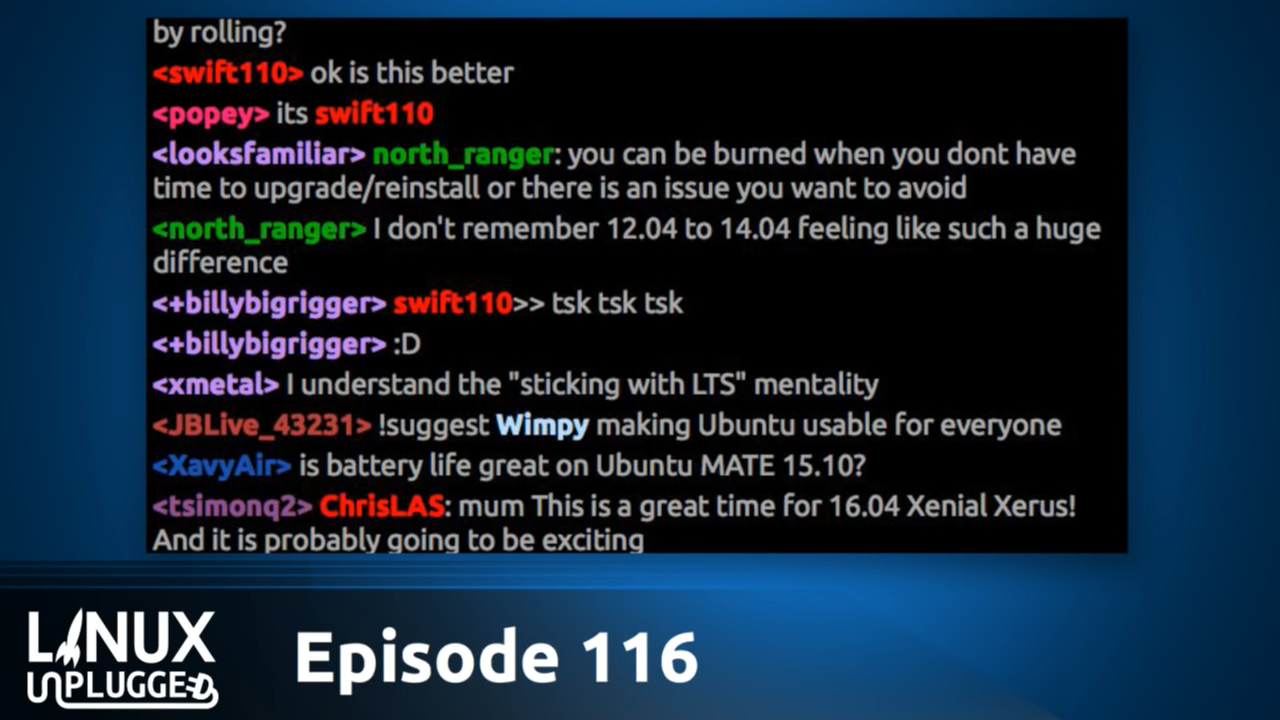 by rolling?
<swift110> ok is this better
<popey> its swift110
<looksfamiliar> north_ranger: you can be burned when you dont have
time to upgrade/reinstall or there is an issue you want to avoid
<north_ranger> I don't remember 12.04 to 14.04 feeling like such a huge
difference
<+billybigrigger> swift110>> tsk tsk tsk
<+billybigrigger> :D
<xmetal> I understand the "sticking with LTS" mentality
<JBLive_43231> !suggest Wimpy making Ubuntu usable for everyone
<XavyAir> is battery life great on Ubuntu MATE 15.10?
<tsimonq2> ChrisLAS: mum This is a great time for 16.04 Xenial Xerus!
And it is probably going to be exciting
LINUX
UNPLUGGED
Episode 116